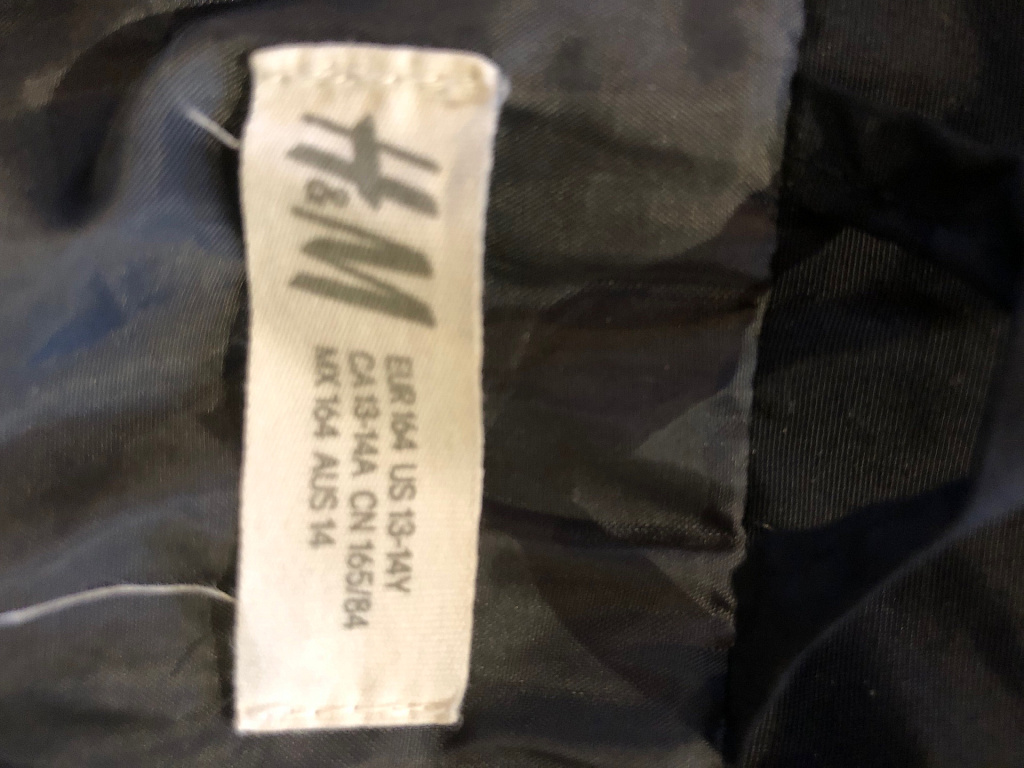 H&M
EUR 164 US 13-14Y
CA 13-14A CN 165/84
MX 164 AUS 14